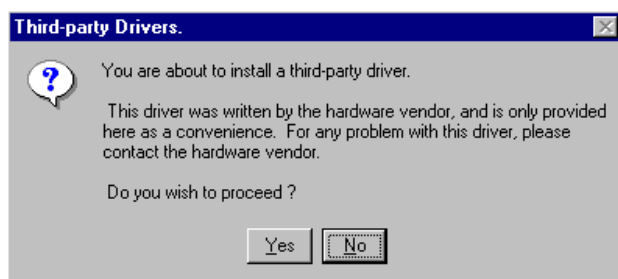 Third-party Drivers.
You are about to install a third-party driver.
This driver was written by the hardware vendor, and is only provided
here as a convenience. For any problem with this driver, please
contact the hardware vendor.
Do you wish to proceed ?
Yes No